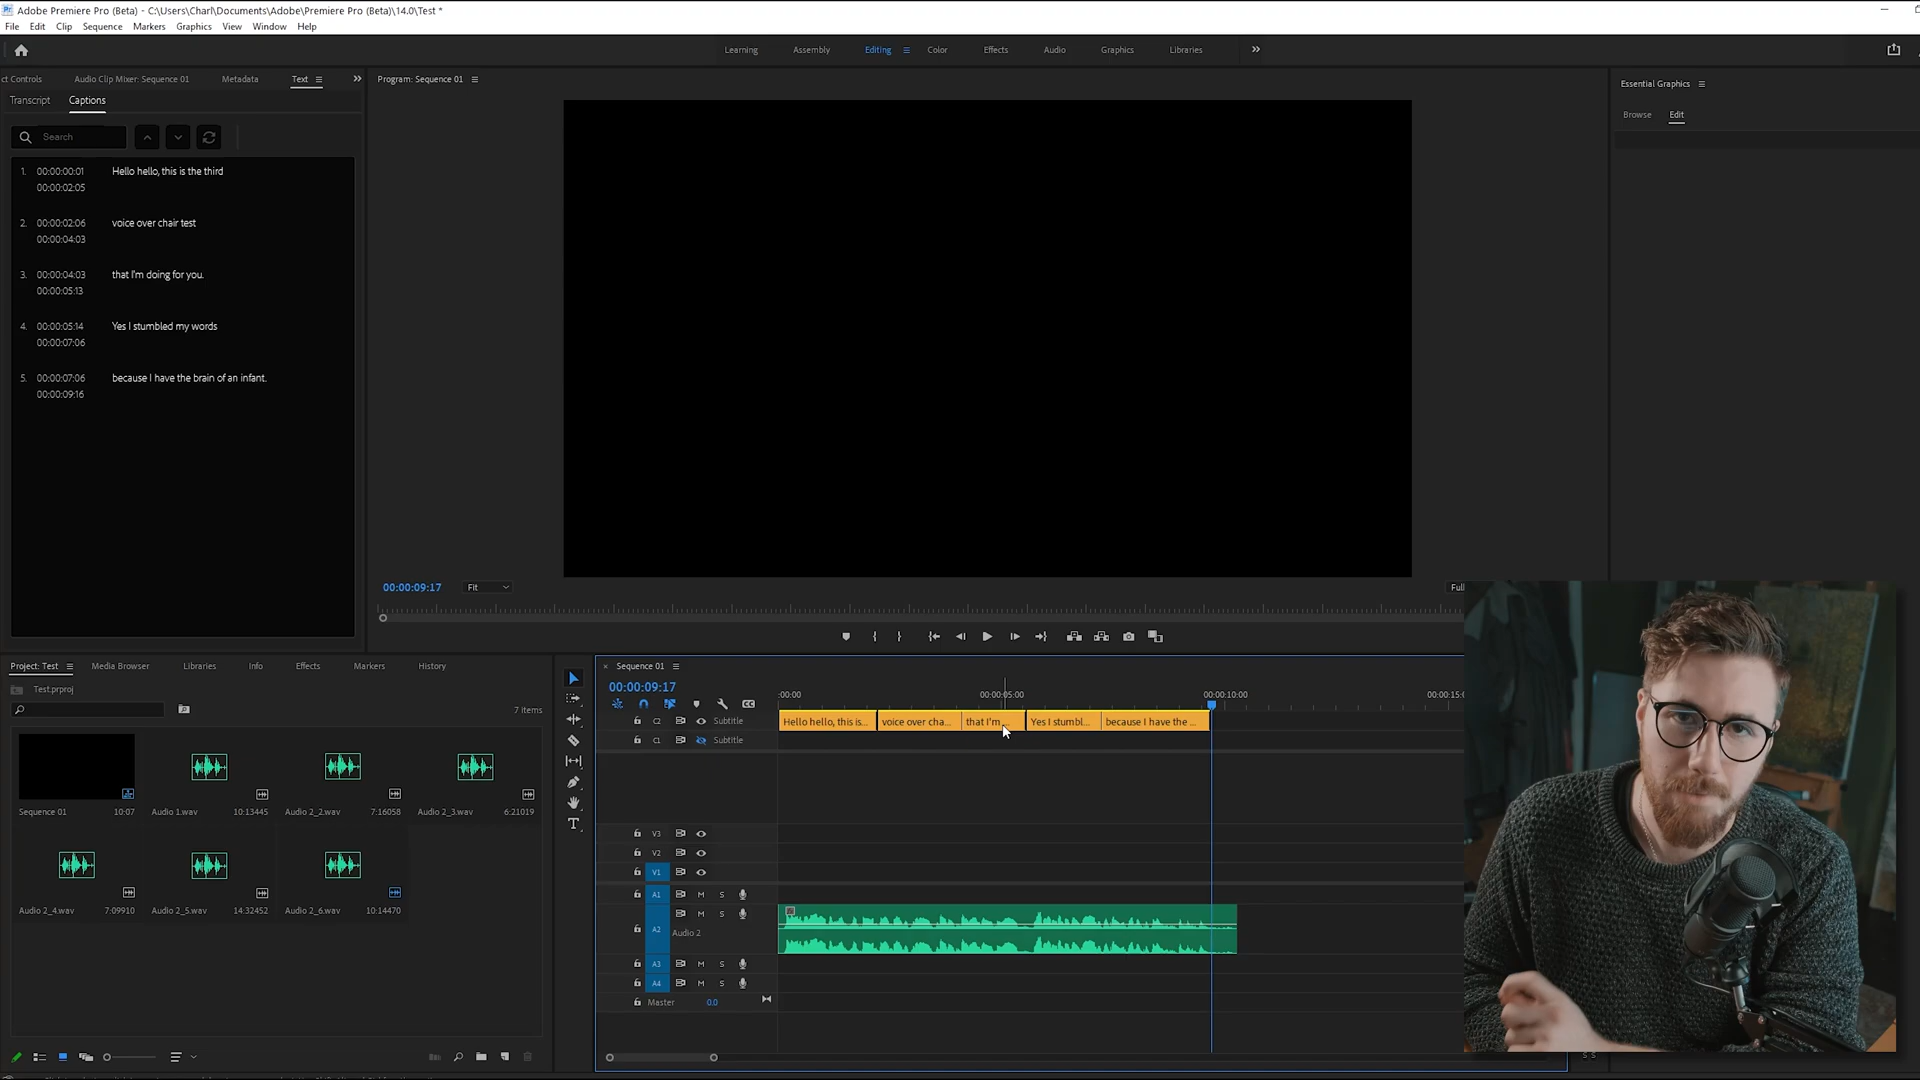 Adobe Premiere Pro (Beta) - C:\Users\Charl\Documents\Adobe\Premiere Pro (Beta)\14.0\Test *
File Edit Clip Sequence Markers Graphics View Window Help
Learning Assembly Editing Color Effects Audio Graphics Libraries
ct Controls Audio Clip Mixer: Sequence 01 Metadata Text
Program: Sequence 01
Essential Graphics
Transcript Captions
Browse Edit
Search
1. 00:00:00:01 Hello hello, this is the third
00:00:02:05
2. 00:00:02:06 voice over chair test
00:00:04:03
3. 00:00:04:03 that I'm doing for you.
00:00:05:13
4. 00:00:05:14 Yes I stumbled my words
00:00:07:06
5. 00:00:07:06 because I have the brain of an infant.
00:00:09:16
00:00:09:17 Fit Full
Project: Test Media Browser Libraries Info Effects Markers History
Test.prproj
7 items
Sequence 01 10:07 Audio 1.wav 10:13445 Audio 2_2.wav 7:16058 Audio 2_3.wav 6:21019
Audio 2_4.wav 7:09910 Audio 2_5.wav 14:32452 Audio 2_6.wav 10:14470
Sequence 01
00:00:09:17 :00:00 00:00:05:00 00:00:10:00 00:00:15:0
C2 Subtitle Hello hello, this is... voice over cha... that I'm ... Yes I stumbl... because I have the ...
C1 Subtitle
V3
V2
V1
A1 M S
M S
A2 Audio 2
A3 M S
A4 M S
Master 0.0
S S